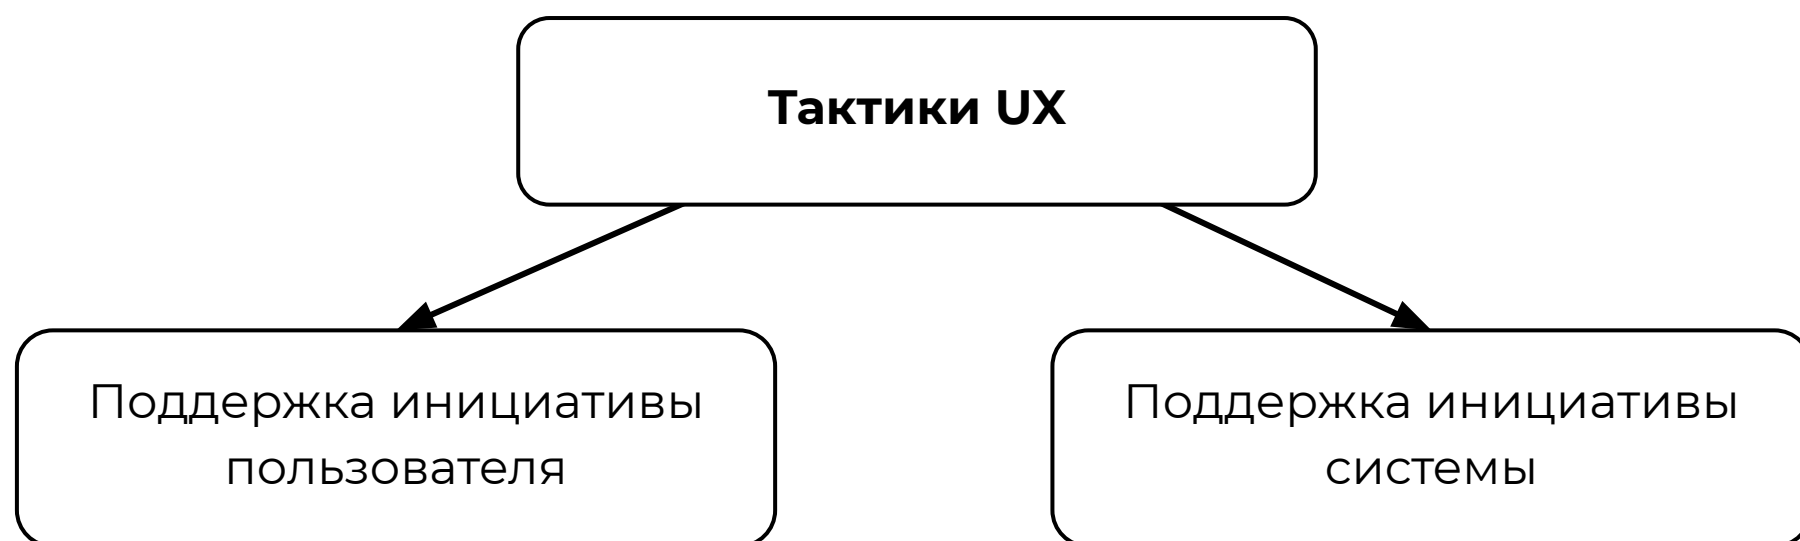 Тактики UX
Поддержка инициативы
пользователя
Поддержка инициативы
системы